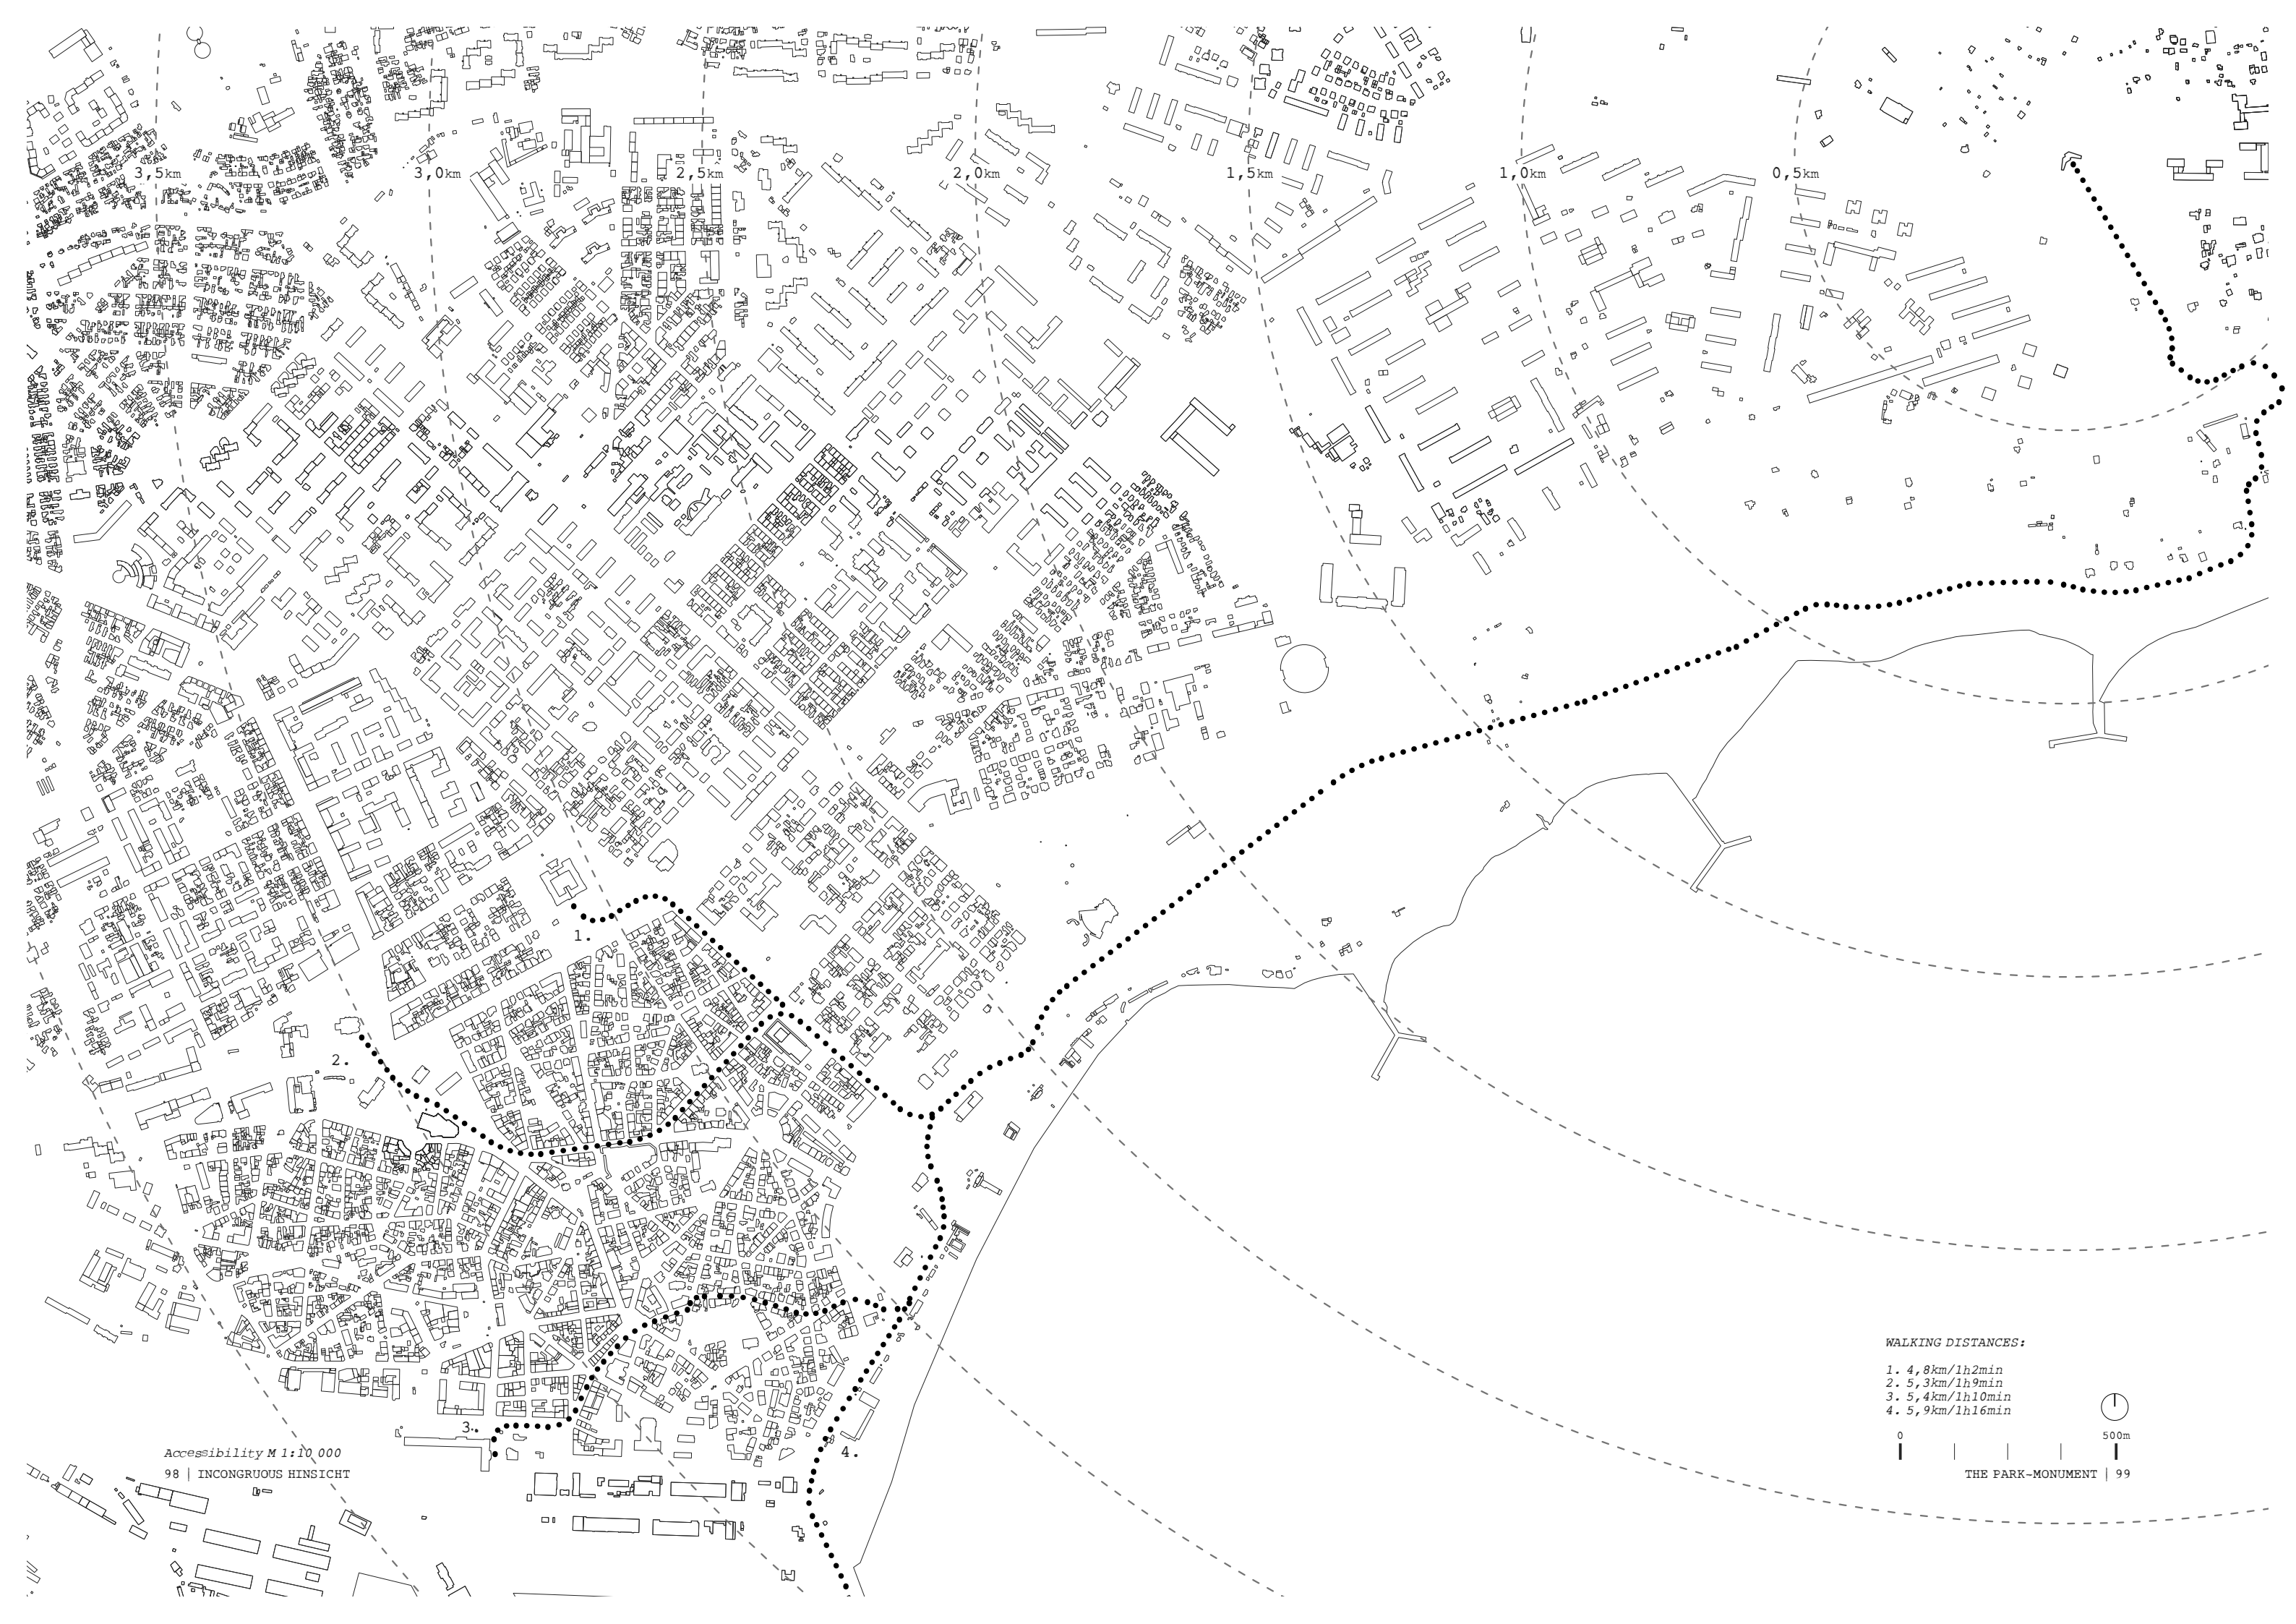 3,5km
3,0km
2,5km
2,0km
1,5km
1,0km
0,5km
1.
2.
3.
4.
WALKING DISTANCES:
1. 4,8km/1h2min
2. 5,3km/1h9min
3. 5,4km/1h10min
4. 5,9km/1h16min
0 500m
Accessibility M 1:10 000
98 | INCONGRUOUS HINSICHT
THE PARK-MONUMENT | 99